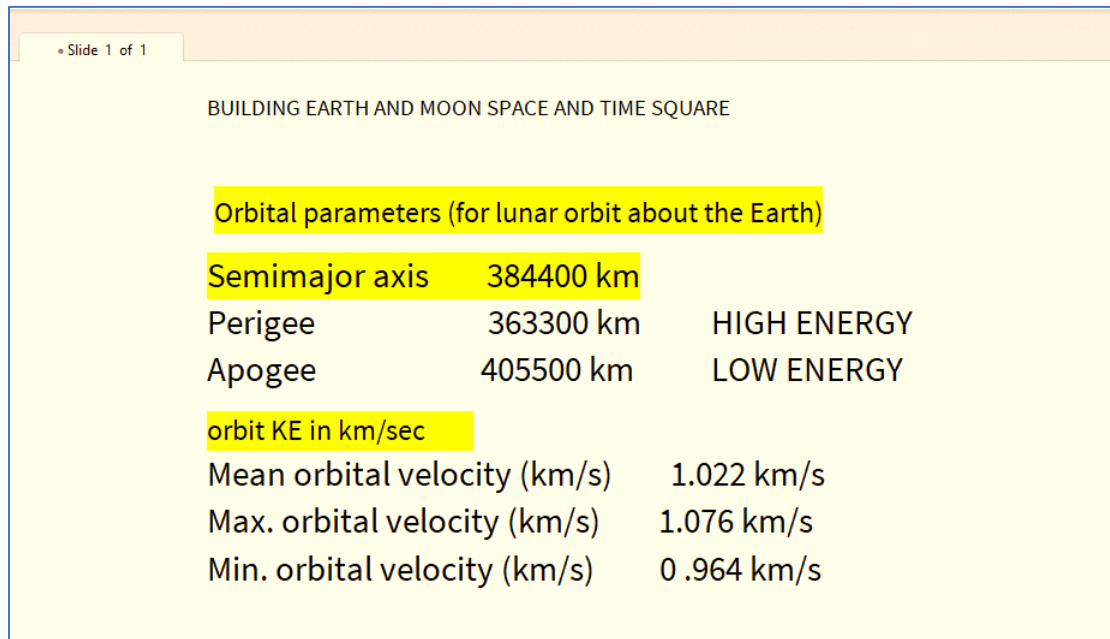 • Slide 1 of 1
BUILDING EARTH AND MOON SPACE AND TIME SQUARE
Orbital parameters (for lunar orbit about the Earth)
Semimajor axis 384400 km
Perigee 363300 km HIGH ENERGY
Apogee 405500 km LOW ENERGY
orbit KE in km/sec
Mean orbital velocity (km/s) 1.022 km/s
Max. orbital velocity (km/s) 1.076 km/s
Min. orbital velocity (km/s) 0 .964 km/s